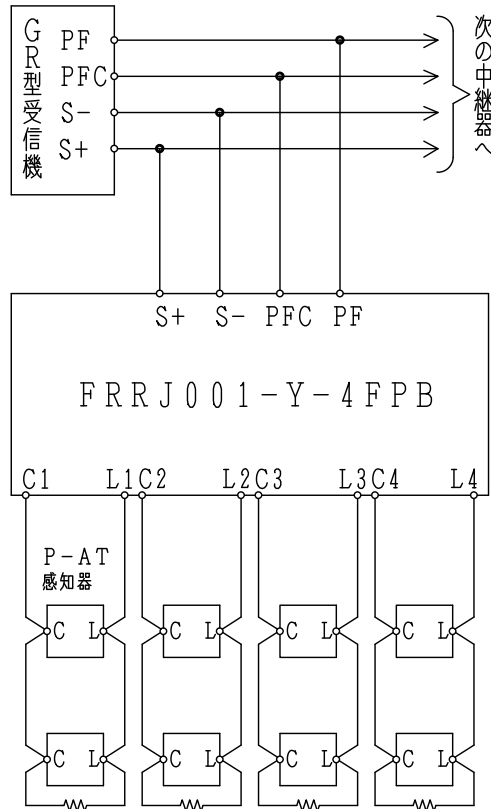 GR型受信機
PF
PFC
S-
S+
次の中継器へ
S+ S- PFC PF
FRRJ001-Y-4FPB
C1 L1 C2 L2 C3 L3 C4 L4
P-AT
感知器
C L C L C L C L
C L C L C L C L